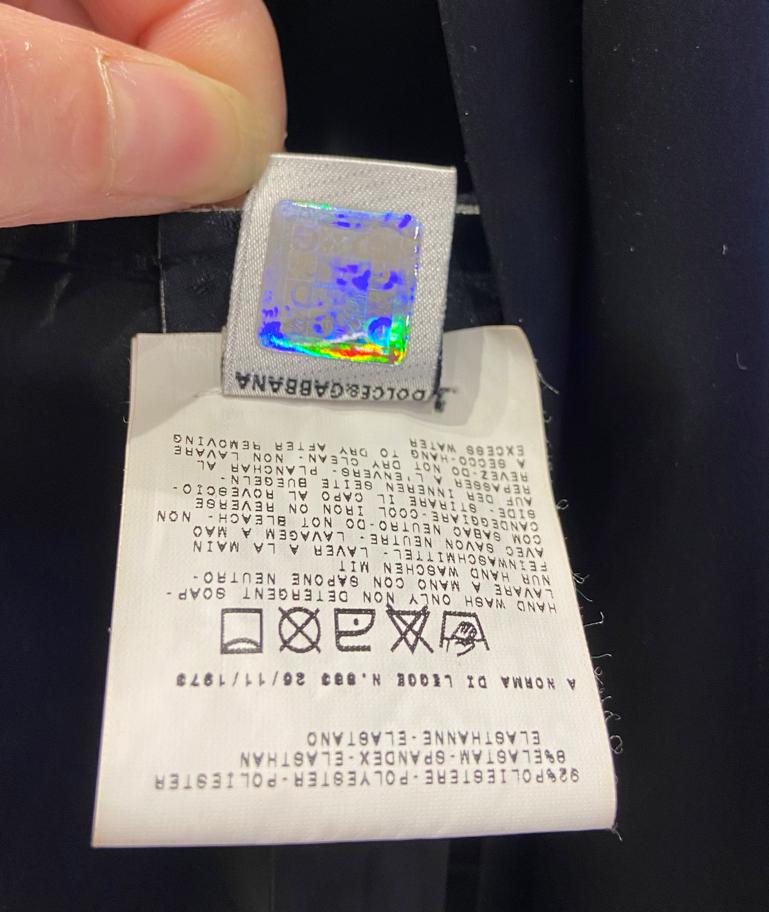 92%POLIESTERE-POLYESTER-POLIESTER
8%ELASTAM-SPANDEX-ELASTHAN
ELASTHANNE-ELASTANO
A NORMA DI LEGGE N.883 26/11/1973
HAND WASH ONLY NON DETERGENT SOAP-
LAVARE A MANO CON SAPONE NEUTRO-
NUR HAND WASCHEN MIT
FEINWASCHMITTEL- LAVER A LA MAIN
AVEC SAVON NEUTRE- LAVAGEM A MAO
COM SABAO NEUTRO-DO NOT BLEACH- NON
CANDEGGIARE-COOL IRON ON REVERSE
SIDE- STIRARE IL CAPO AL ROVESCIO-
AUF DER INNEREN SEITE BUEGELN-
REPASSER A L'ENVERS- PLANCHAR AL
REVEZ-DO NOT DRY CLEAN- NON LAVARE
A SECCO-HANG TO DRY AFTER REMOVING
EXCESS WATER
DOLCE&GABBANA